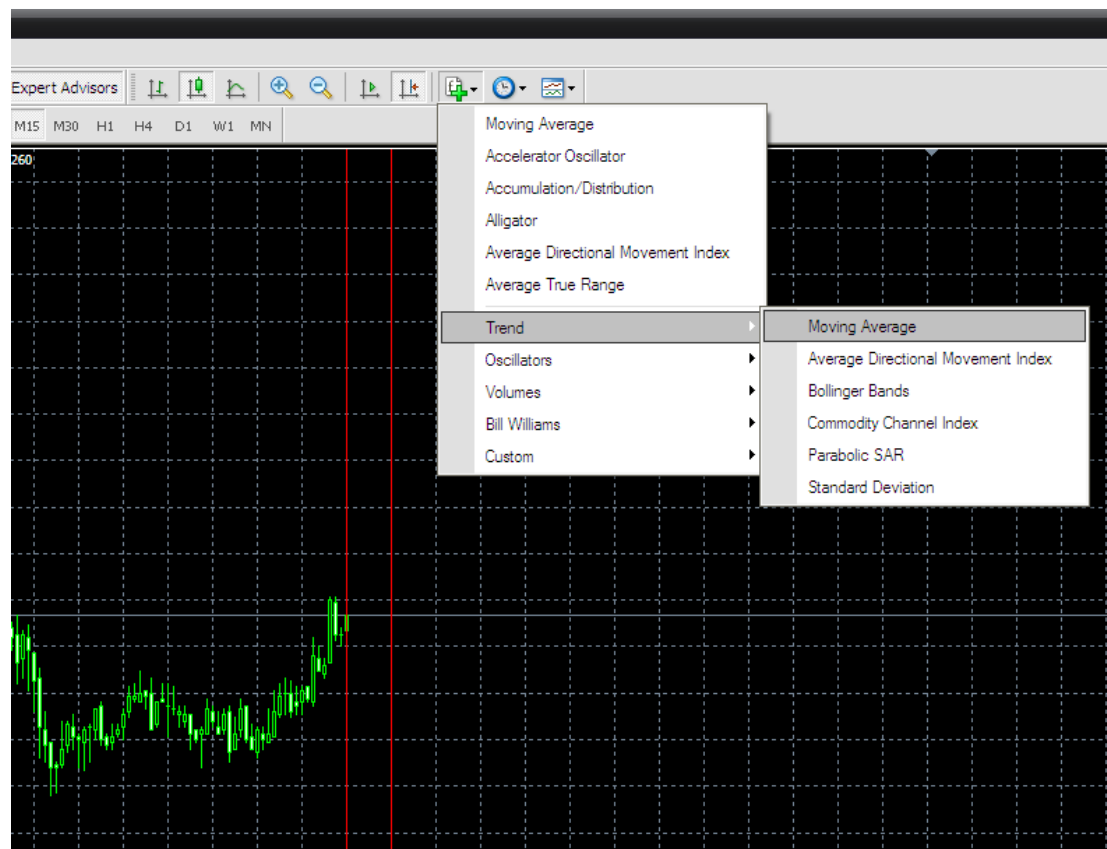 Expert Advisors
M15 M30 H1 H4 D1 W1 MN
260
Moving Average
Accelerator Oscillator
Accumulation/Distribution
Alligator
Average Directional Movement Index
Average True Range
Trend
Oscillators
Volumes
Bill Williams
Custom
Moving Average
Average Directional Movement Index
Bollinger Bands
Commodity Channel Index
Parabolic SAR
Standard Deviation